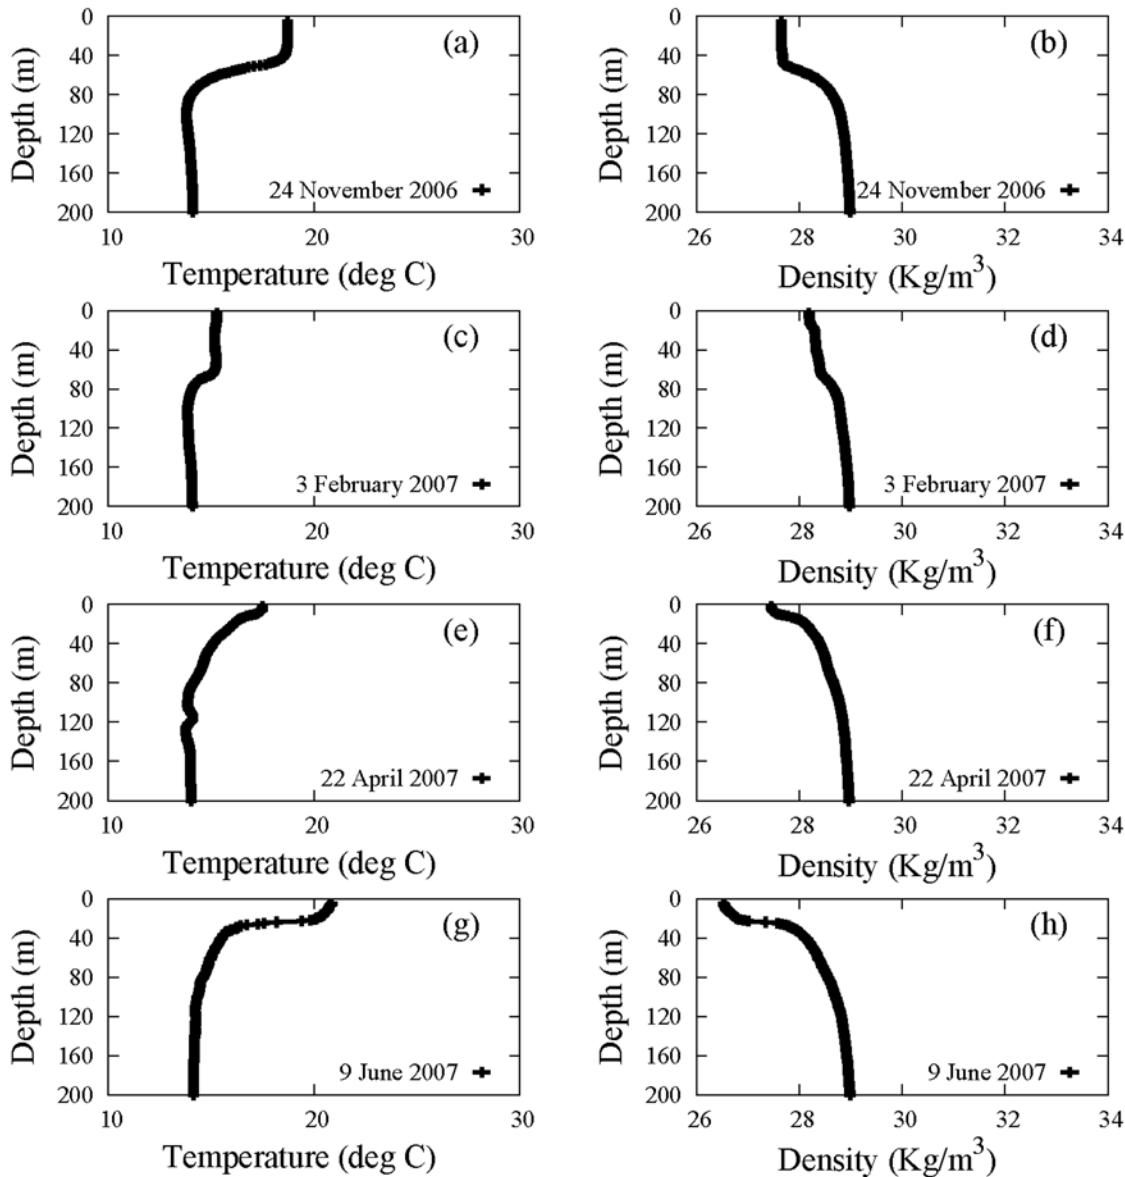 0
40
80
120
160
200
Depth (m)
(a)
24 November 2006
10
20
30
Temperature (deg C)
0
40
80
120
160
200
Depth (m)
(b)
24 November 2006
26
28
30
32
34
Density (Kg/m³)
0
40
80
120
160
200
Depth (m)
(c)
3 February 2007
10
20
30
Temperature (deg C)
0
40
80
120
160
200
Depth (m)
(d)
3 February 2007
26
28
30
32
34
Density (Kg/m³)
0
40
80
120
160
200
Depth (m)
(e)
22 April 2007
10
20
30
Temperature (deg C)
0
40
80
120
160
200
Depth (m)
(f)
22 April 2007
26
28
30
32
34
Density (Kg/m³)
0
40
80
120
160
200
Depth (m)
(g)
9 June 2007
10
20
30
Temperature (deg C)
0
40
80
120
160
200
Depth (m)
(h)
9 June 2007
26
28
30
32
34
Density (Kg/m³)